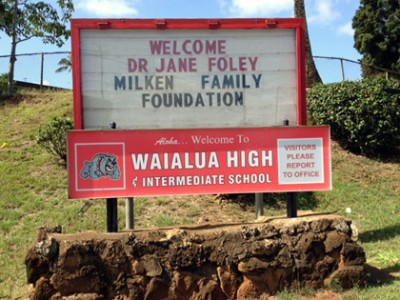 WELCOME
DR JANE FOLEY
MILKEN FAMILY
FOUNDATION
Aloha... Welcome To
WAIALUA HIGH
¢ INTERMEDIATE SCHOOL
VISITORS
PLEASE
REPORT
TO OFFICE